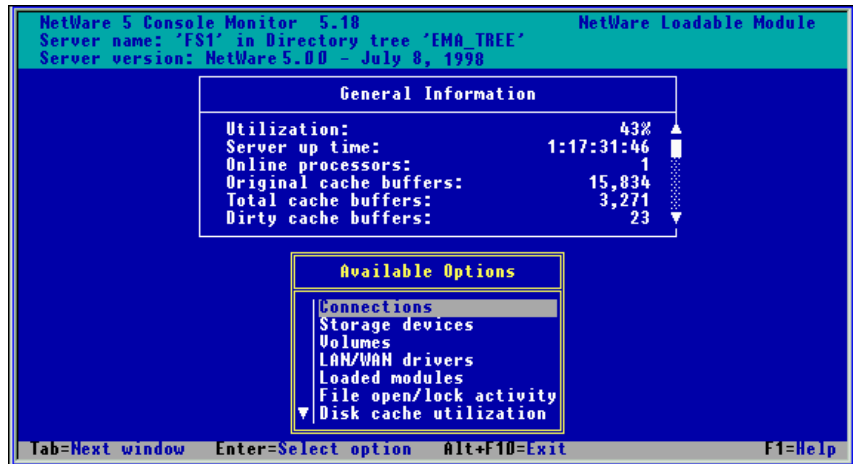 NetWare 5 Console Monitor 5.18 NetWare Loadable Module
Server name: 'FS1' in Directory tree 'EMA_TREE'
Server version: NetWare 5.00 - July 8, 1998
General Information
Utilization: 43%
Server up time: 1:17:31:46
Online processors: 1
Original cache buffers: 15,834
Total cache buffers: 3,271
Dirty cache buffers: 23
Available Options
Connections
Storage devices
Volumes
LAN/WAN drivers
Loaded modules
File open/lock activity
Disk cache utilization
Tab=Next window Enter=Select option Alt+F10=Exit F1=Help